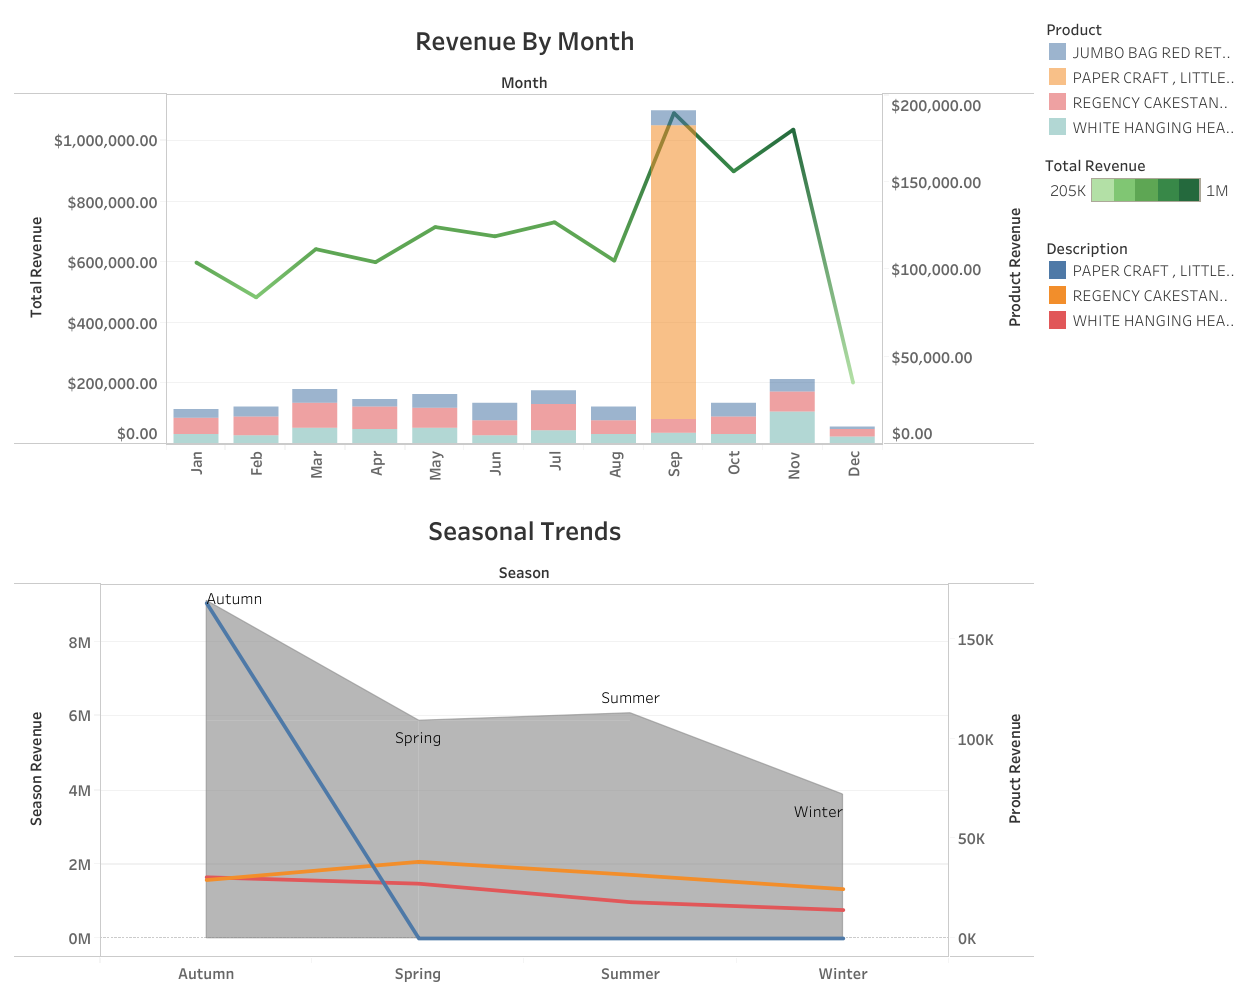 Revenue By Month
Month
Total Revenue
$1,000,000.00
$800,000.00
$600,000.00
$400,000.00
$200,000.00
$0.00
$200,000.00
$150,000.00
$100,000.00
$50,000.00
$0.00
Product Revenue
Jan Feb Mar Apr May Jun Jul Aug Sep Oct Nov Dec
Product
JUMBO BAG RED RET..
PAPER CRAFT , LITTLE..
REGENCY CAKESTAN..
WHITE HANGING HEA..
Total Revenue
205K 1M
Description
PAPER CRAFT , LITTLE..
REGENCY CAKESTAN..
WHITE HANGING HEA..
Seasonal Trends
Season
Season Revenue
8M
6M
4M
2M
0M
Autumn
Spring
Summer
Winter
150K
100K
50K
0K
Prouct Revenue
Autumn Spring Summer Winter